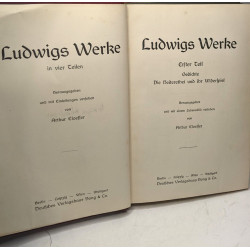 Ludwigs Werke
in vier Teilen
Herausgegeben
und mit Einleitungen versehen
von
Arthur Eloesser
Berlin — Leipzig — Wien — Stuttgart
Deutsches Verlagshaus Bong & Co.
Ludwigs Werke
Erster Teil
Gedichte
Die Heiterethei und ihr Widerspiel
Herausgegeben
und mit einem Lebensbild versehen
von
Arthur Eloesser
Berlin — Leipzig — Wien — Stuttgart
Deutsches Verlagshaus Bong & Co.